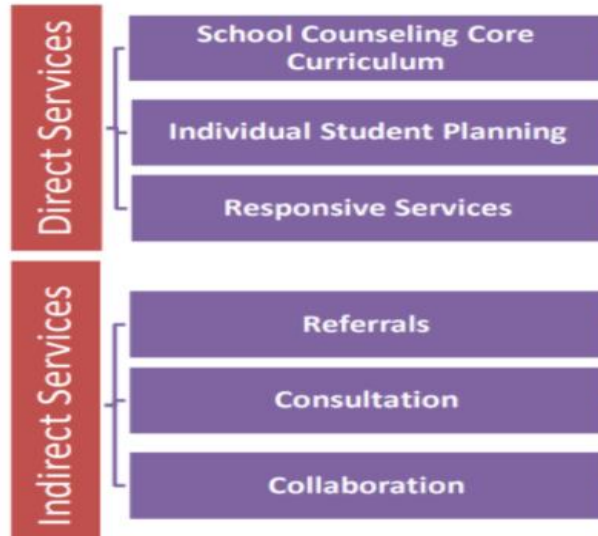 Direct Services
School Counseling Core
Curriculum
Individual Student Planning
Responsive Services
Indirect Services
Referrals
Consultation
Collaboration